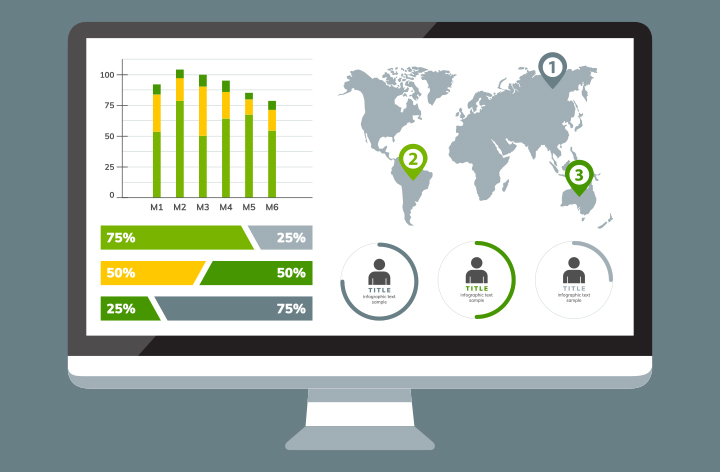 100
75
50
25
0
M1 M2 M3 M4 M5 M6
75% 25%
50% 50%
25% 75%
1
2
3
TITLE
infographic text
sample
TITLE
infographic text
sample
TITLE
infographic text
sample